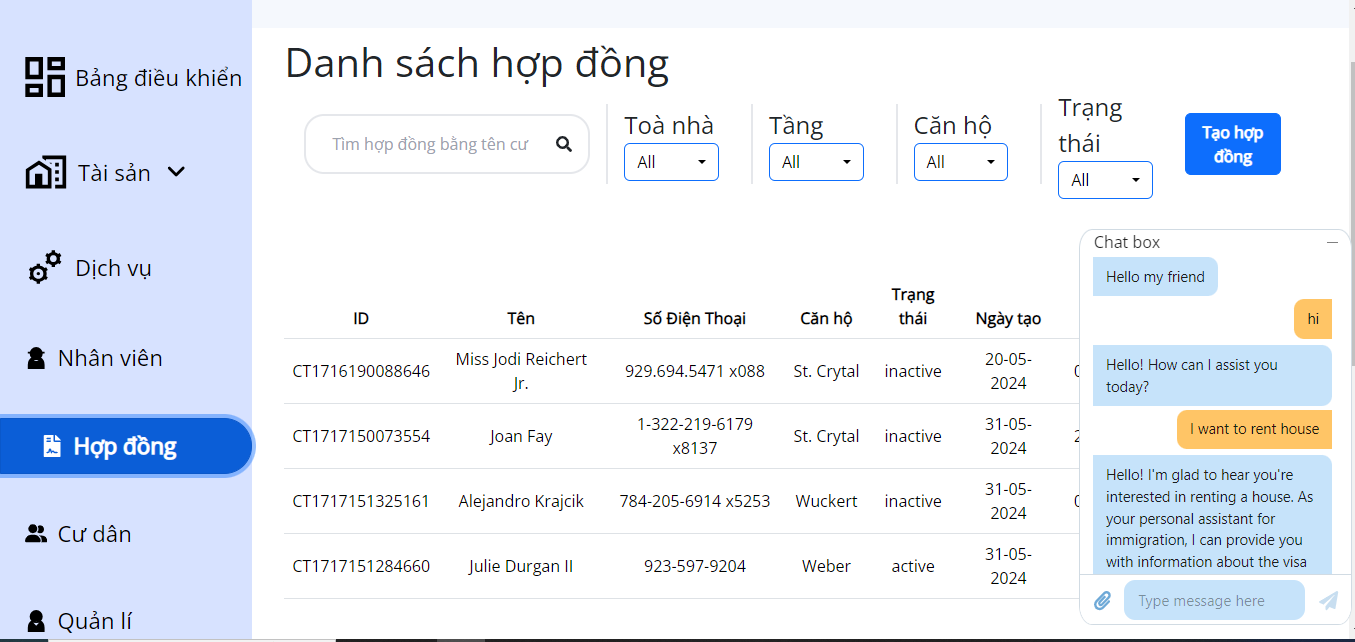 Bảng điều khiển
Tài sản
Dịch vụ
Nhân viên
Hợp đồng
Cư dân
Quản lí
Danh sách hợp đồng
Tìm hợp đồng bằng tên cư
Toà nhà
All
Tầng
All
Căn hộ
All
Trạng
thái
All
Tạo hợp
đồng
ID Tên Số Điện Thoại Căn hộ Trạng thái Ngày tạo
CT1716190088646 Miss Jodi Reichert Jr. 929.694.5471 x088 St. Crytal inactive 20-05-2024
CT1717150073554 Joan Fay 1-322-219-6179 x8137 St. Crytal inactive 31-05-2024
CT1717151325161 Alejandro Krajcik 784-205-6914 x5253 Wuckert inactive 31-05-2024
CT1717151284660 Julie Durgan II 923-597-9204 Weber active 31-05-2024
Chat box
Hello my friend
hi
Hello! How can I assist you
today?
I want to rent house
Hello! I'm glad to hear you're
interested in renting a house. As
your personal assistant for
immigration, I can provide you
with information about the visa
Type message here